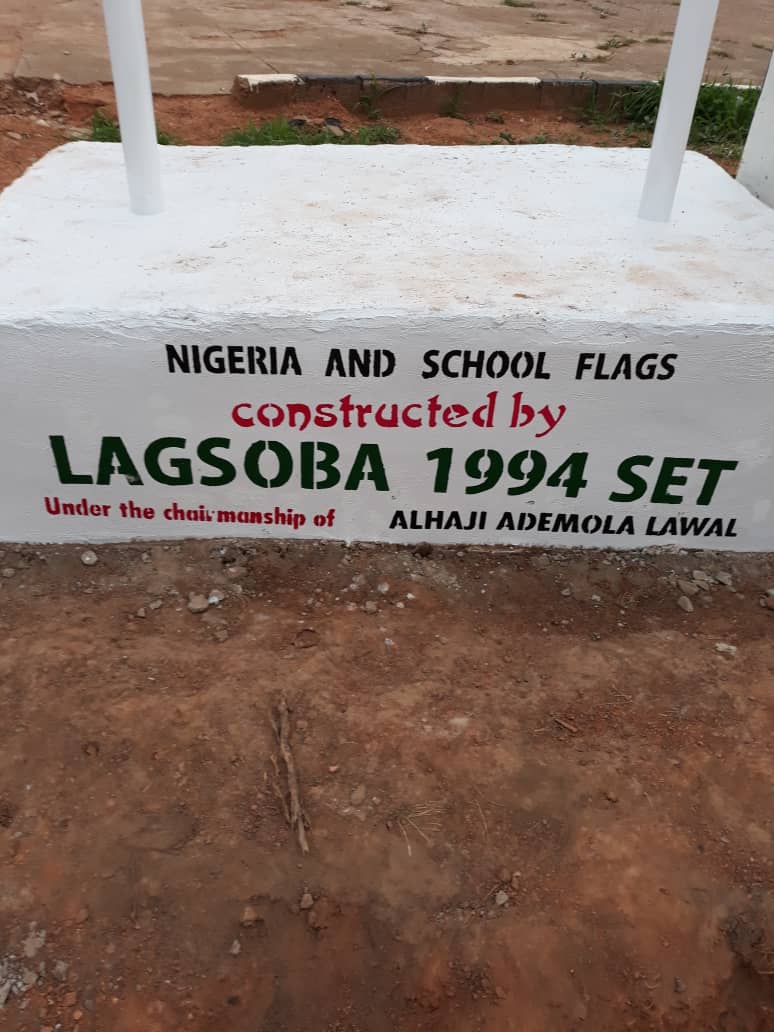 NIGERIA AND SCHOOL FLAGS
constructed by
LAGSOBA 1994 SET
Under the chairmanship of ALHAJI ADEMOLA LAWAL